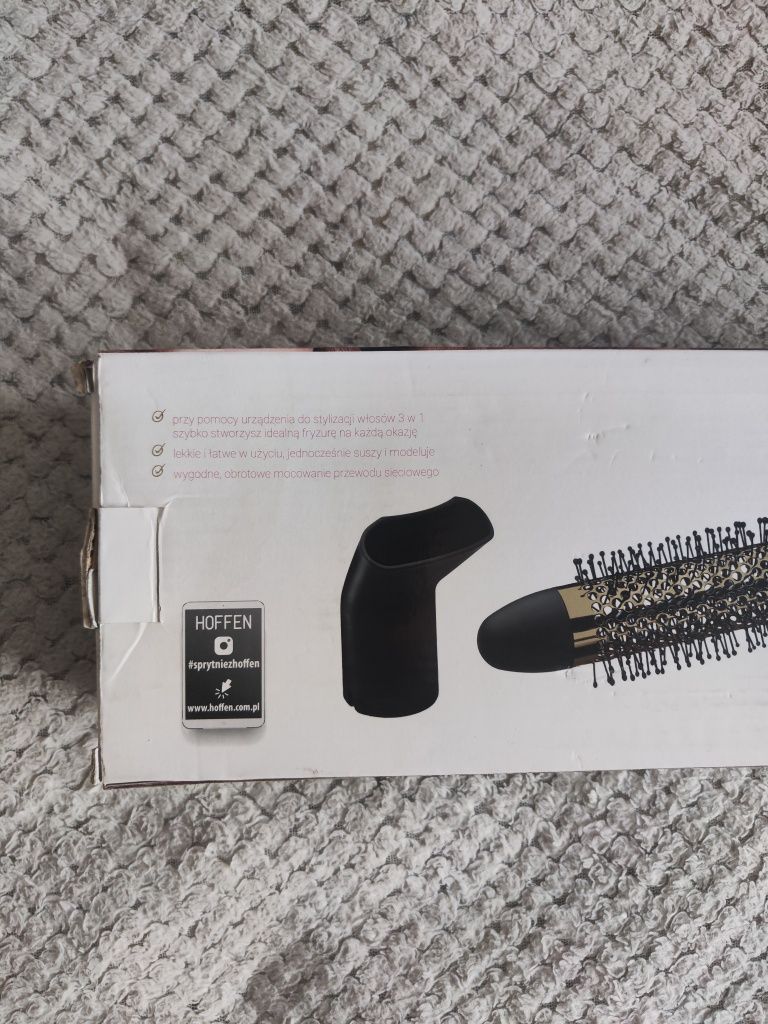 przy pomocy urządzenia do stylizacji włosów 3 w 1
szybko stworzysz idealną fryzurę na każdą okazję
lekkie i łatwe w użyciu, jednocześnie suszy i modeluje
wygodne, obrotowe mocowanie przewodu sieciowego
HOFFEN
#sprytniezhoffen
www.hoffen.com.pl